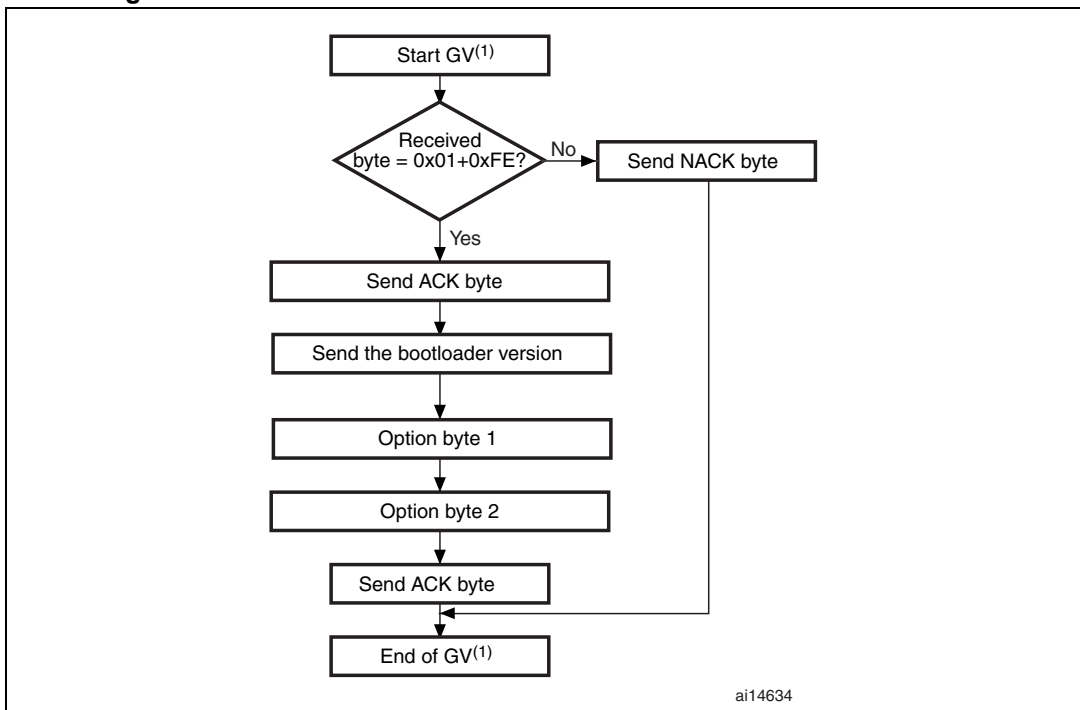 Start GV(1)
Received
byte = 0x01+0xFE?
No
Send NACK byte
Yes
Send ACK byte
Send the bootloader version
Option byte 1
Option byte 2
Send ACK byte
End of GV(1)
ai14634